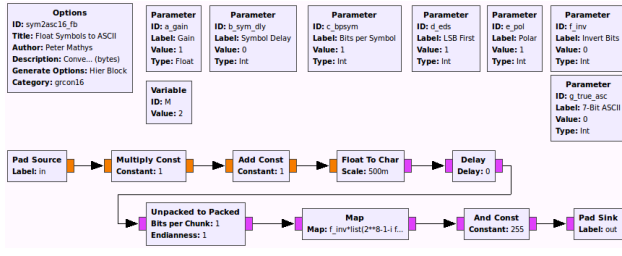 Options
ID: sym2asc16_fb
Title: Float Symbols to ASCII
Author: Peter Mathys
Description: Conve... (bytes)
Generate Options: Hier Block
Category: grcon16
Parameter
ID: a_gain
Label: Gain
Value: 1
Type: Float
Parameter
ID: b_sym_dly
Label: Symbol Delay
Value: 0
Type: Int
Parameter
ID: c_bpsym
Label: Bits per Symbol
Value: 1
Type: Int
Parameter
ID: d_eds
Label: LSB First
Value: 1
Type: Int
Parameter
ID: e_pol
Label: Polar
Value: 1
Type: Int
Parameter
ID: f_inv
Label: Invert Bits
Value: 0
Type: Int
Variable
ID: M
Value: 2
Parameter
ID: g_true_asc
Label: 7-Bit ASCII
Value: 0
Type: Int
Pad Source
Label: in
Multiply Const
Constant: 1
Add Const
Constant: 1
Float To Char
Scale: 500m
Delay
Delay: 0
Unpacked to Packed
Bits per Chunk: 1
Endianness: 1
Map
Map: f_inv*list(2**8-1-i f...
And Const
Constant: 255
Pad Sink
Label: out